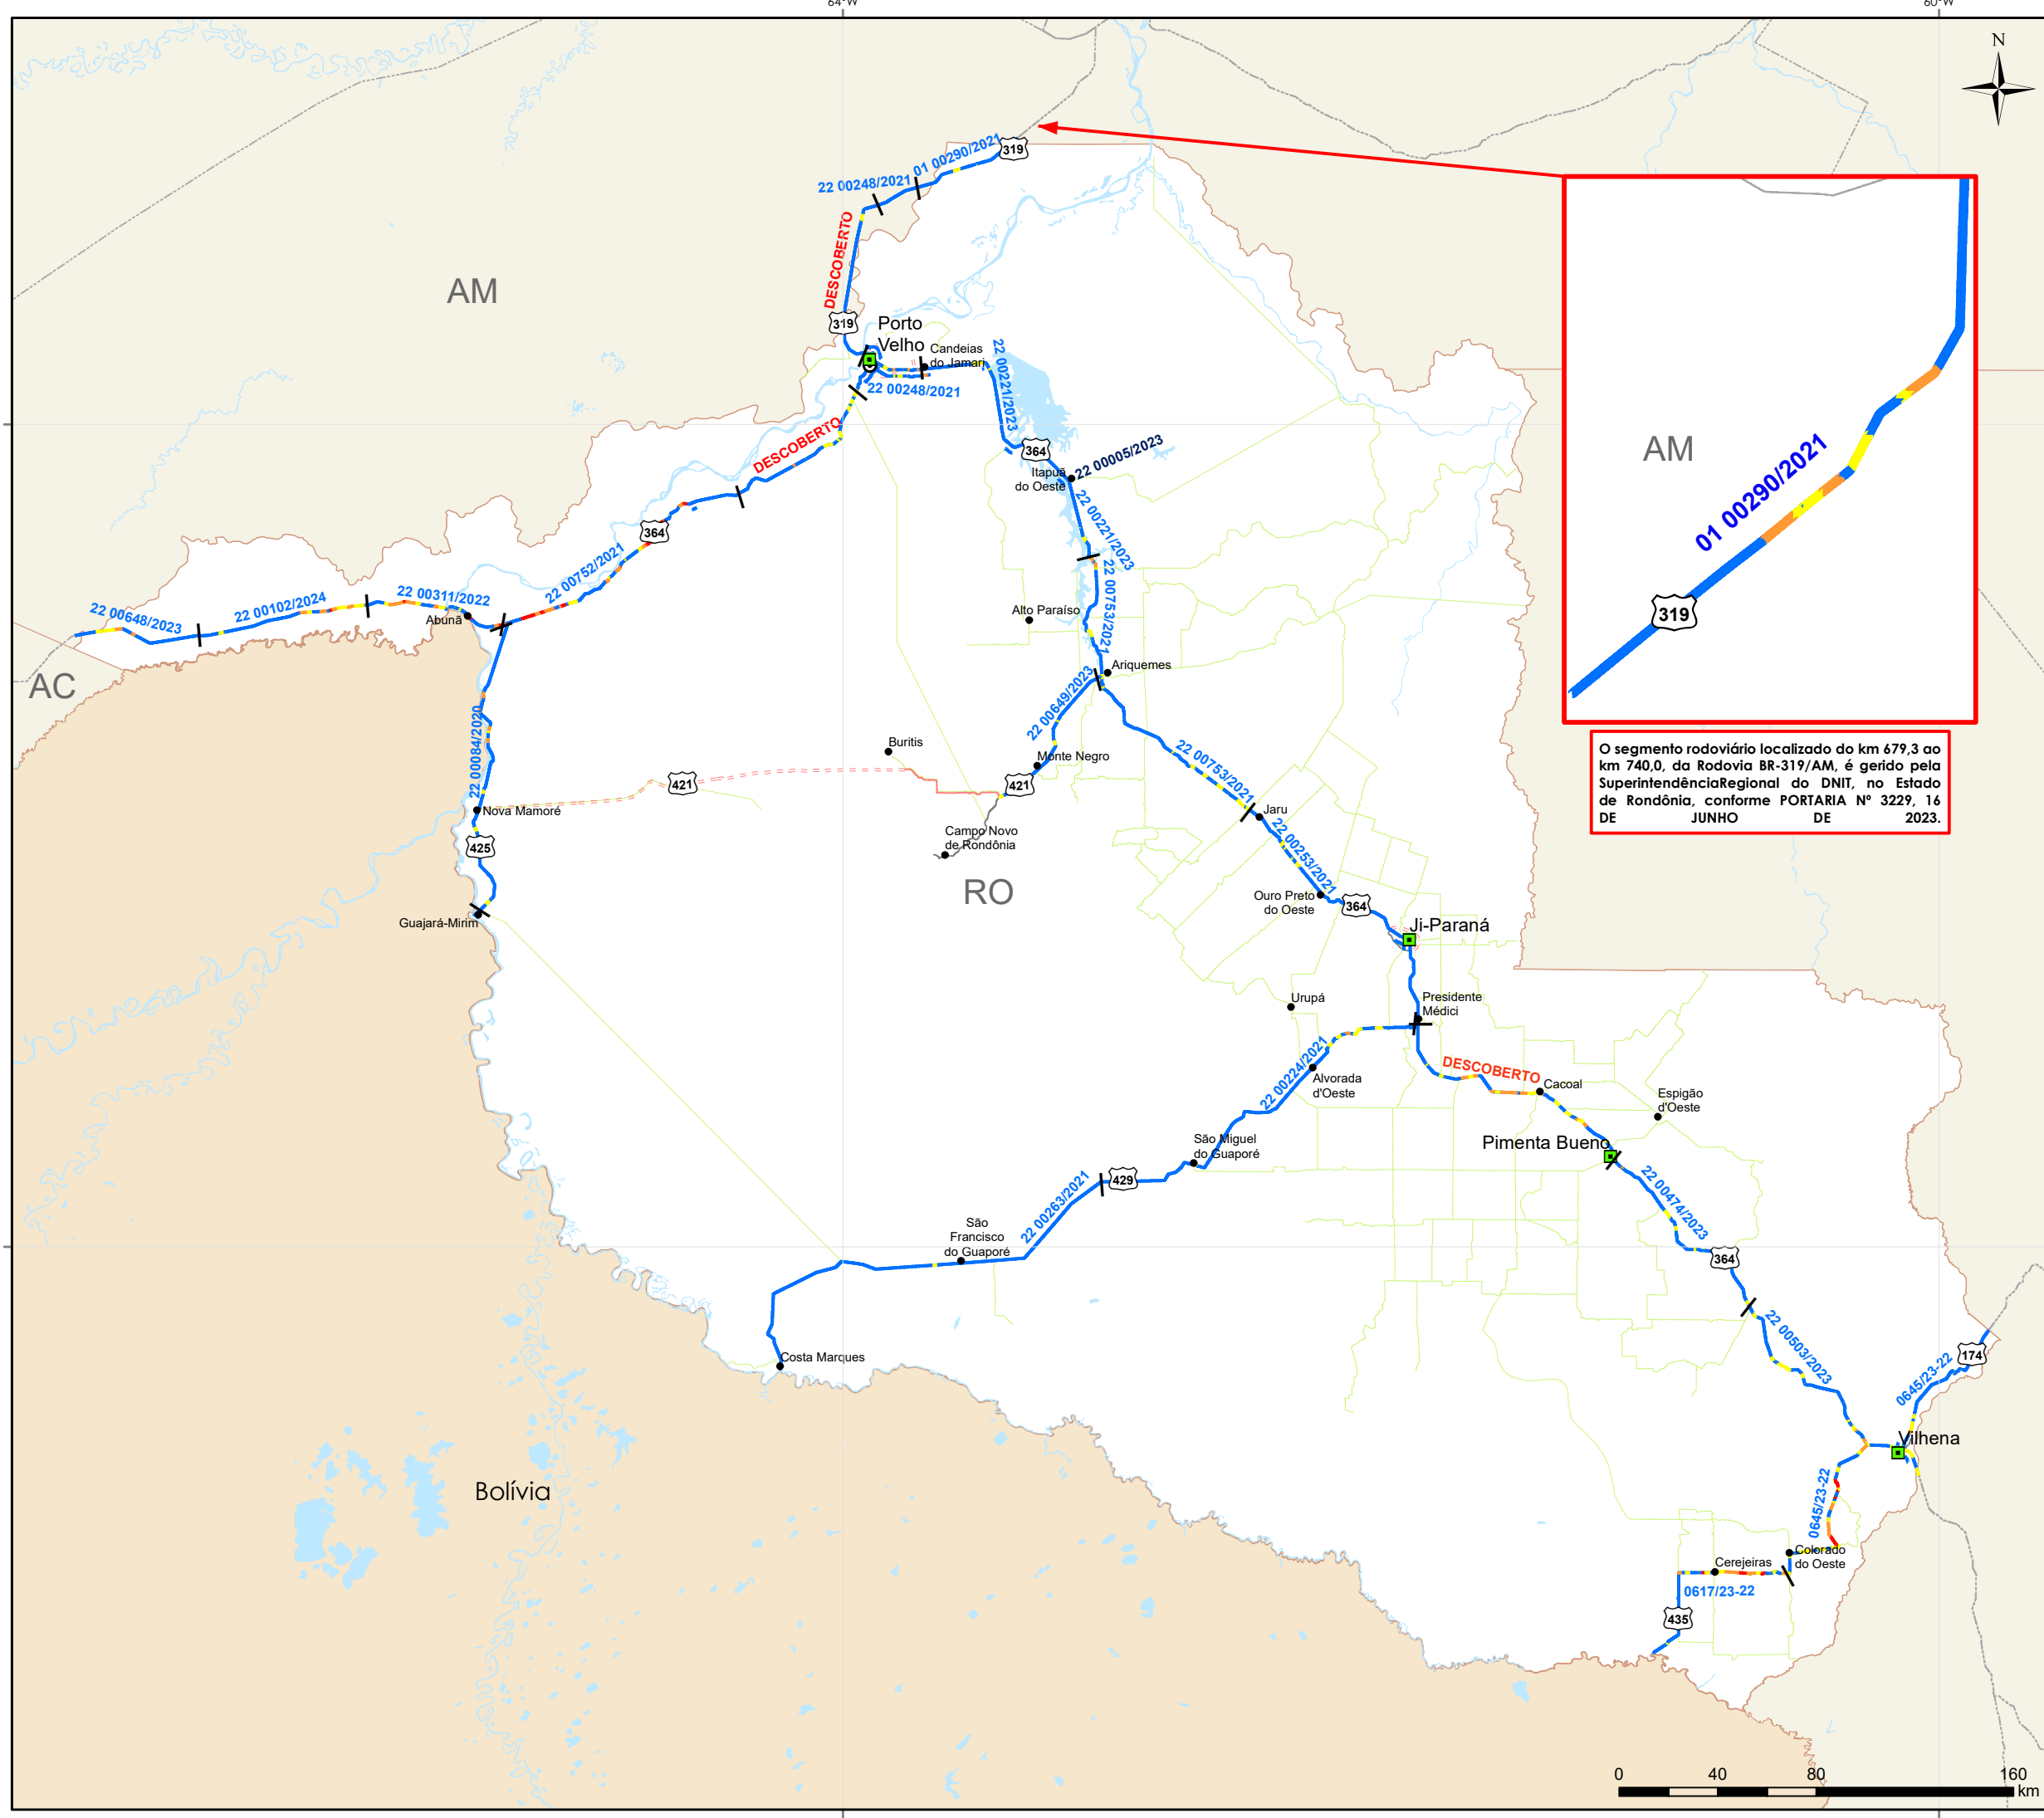 64°W
60°W
N
01 00290/2021
319
22 00248/2021
DESCOBERTO
AM
319
Porto
Velho
Candeias
do Jamari
22 00248/2021
22 00221/2023
AM
01 00290/2021
319
DESCOBERTO
364
22 00005/2023
Itapuã
do Oeste
22 00221/2023
364
22 00752/2021
22 00311/2022
22 00102/2024
22 00648/2023
Abunã
22 00753/2021
Alto Paraíso
AC
Ariquemes
22 00649/2023
22 00084/2020
Buritis
Monte Negro
421
421
22 00753/2021
O segmento rodoviário localizado do km 679,3 ao
km 740,0, da Rodovia BR-319/AM, é gerido pela
SuperintendênciaRegional do DNIT, no Estado
de Rondônia, conforme PORTARIA Nº 3229, 16
DE JUNHO DE 2023.
Nova Mamoré
Jaru
425
Campo Novo
de Rondônia
22 00253/2021
RO
Ouro Preto
do Oeste
364
Guajará-Mirim
Ji-Paraná
Urupá
Presidente
Médici
22 00224/2021
DESCOBERTO
Alvorada
d'Oeste
Cacoal
Espigão
d'Oeste
Pimenta Bueno
São Miguel
do Guaporé
429
22 00263/2021
22 0047­4/2023
São
Francisco
do Guaporé
364
22 00503/2023
Costa Marques
174
0645/23-22
Vilhena
Bolívia
0645/23-22
Colorado
do Oeste
Cerejeiras
0617/23-22
435
0 40 80 160
km